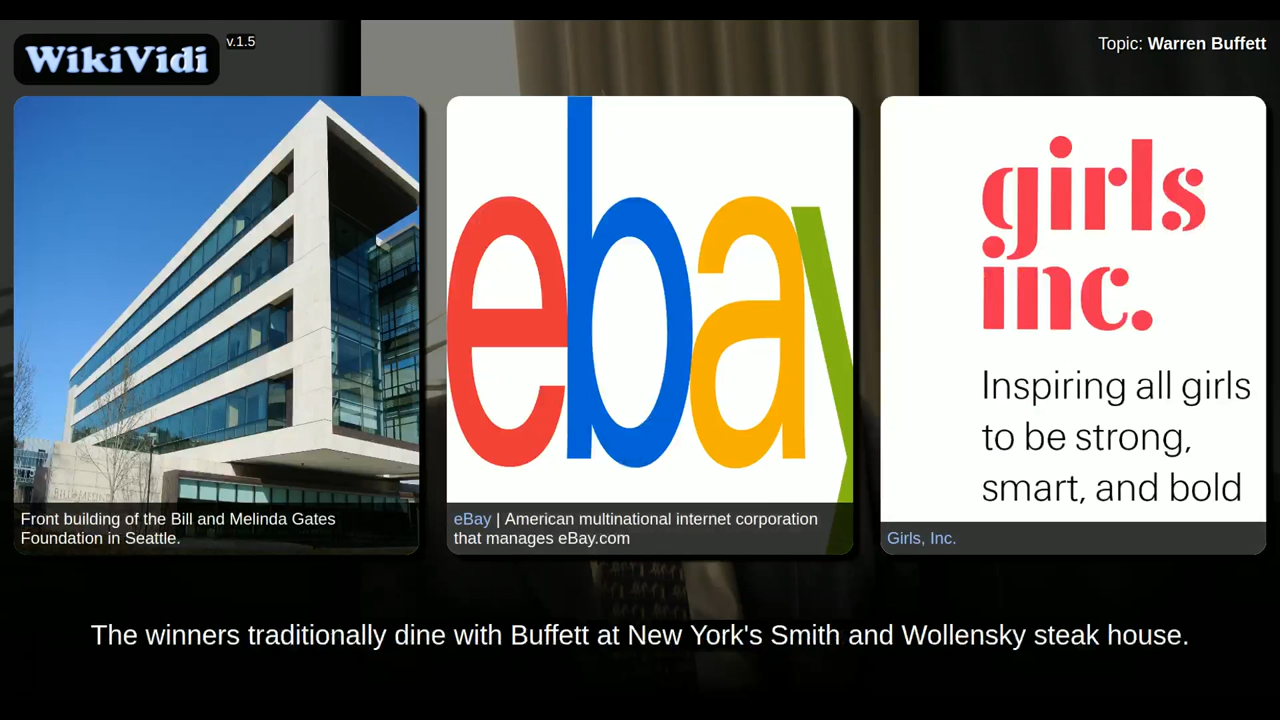 WikiVidi
v.1.5
Topic: Warren Buffett
ebay
girls
inc.
Inspiring all girls
to be strong,
smart, and bold
Front building of the Bill and Melinda Gates
Foundation in Seattle.
eBay | American multinational internet corporation
that manages eBay.com
Girls, Inc.
The winners traditionally dine with Buffett at New York's Smith and Wollensky steak house.